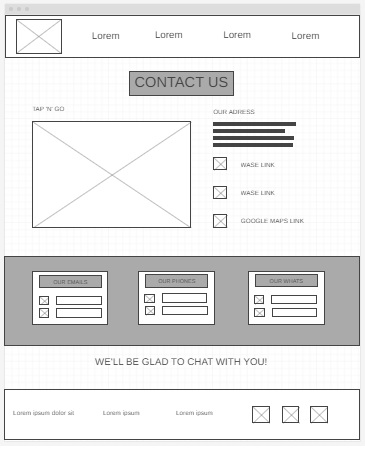 Lorem Lorem Lorem Lorem
CONTACT US
TAP 'N' GO
OUR ADRESS
WASE LINK
WASE LINK
GOOGLE MAPS LINK
OUR EMAILS
OUR PHONES
OUR WHATS
WE'LL BE GLAD TO CHAT WITH YOU!
Lorem ipsum dolor sit Lorem ipsum Lorem ipsum